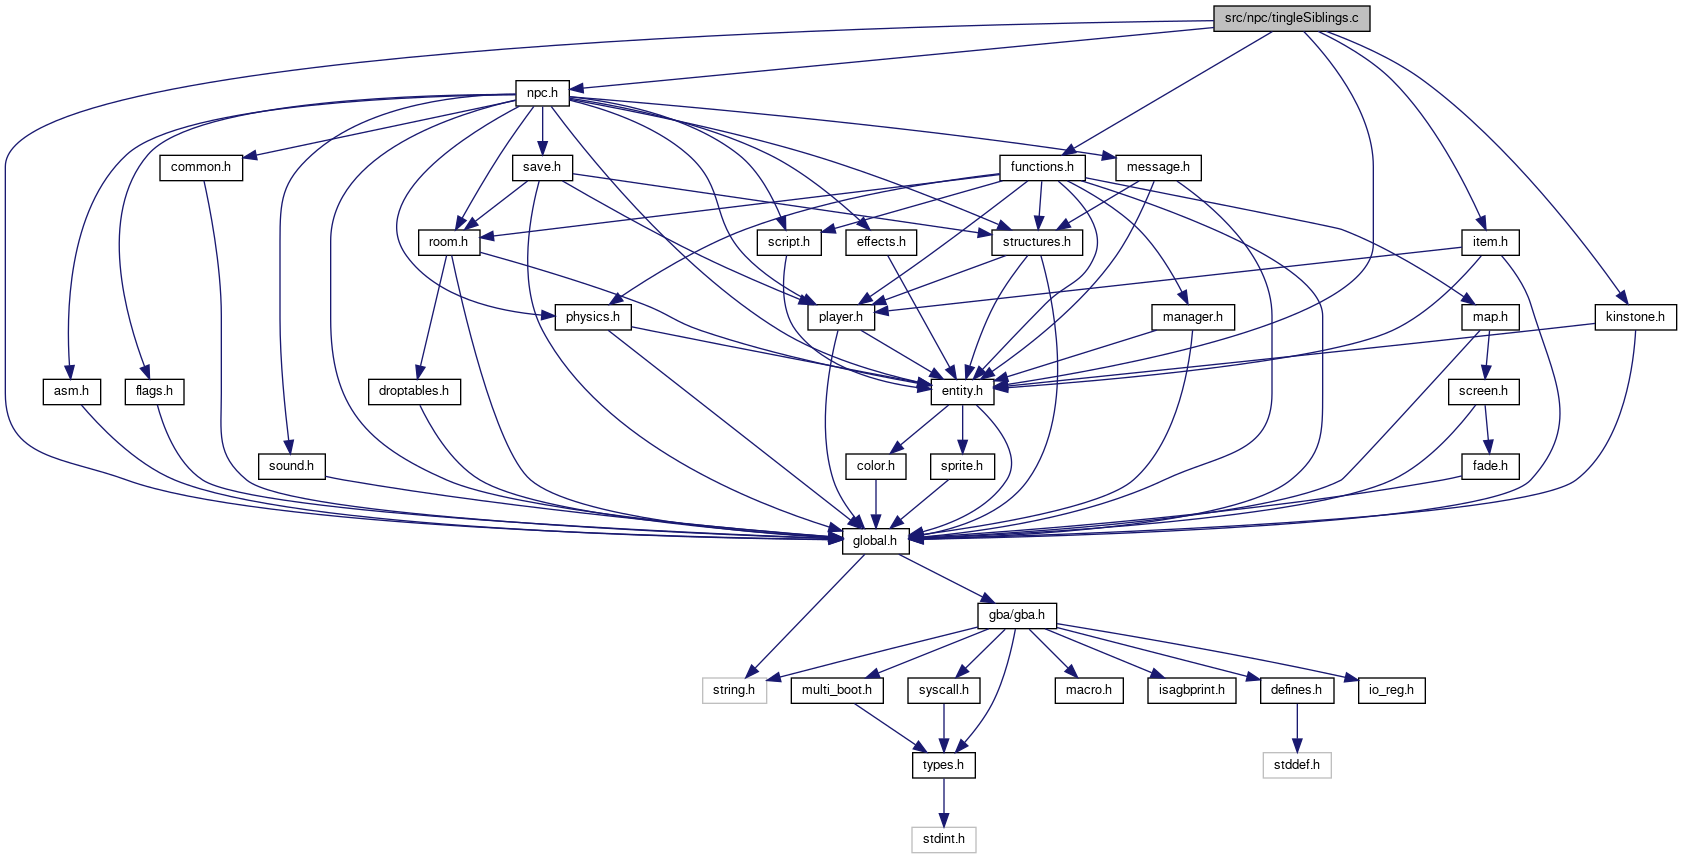 src/npc/tingleSiblings.c
npc.h
common.h
save.h
functions.h
message.h
room.h
script.h
effects.h
structures.h
item.h
physics.h
player.h
manager.h
map.h
kinstone.h
asm.h
flags.h
droptables.h
entity.h
screen.h
sound.h
color.h
sprite.h
fade.h
global.h
gba/gba.h
string.h
multi_boot.h
syscall.h
macro.h
isagbprint.h
defines.h
io_reg.h
types.h
stddef.h
stdint.h